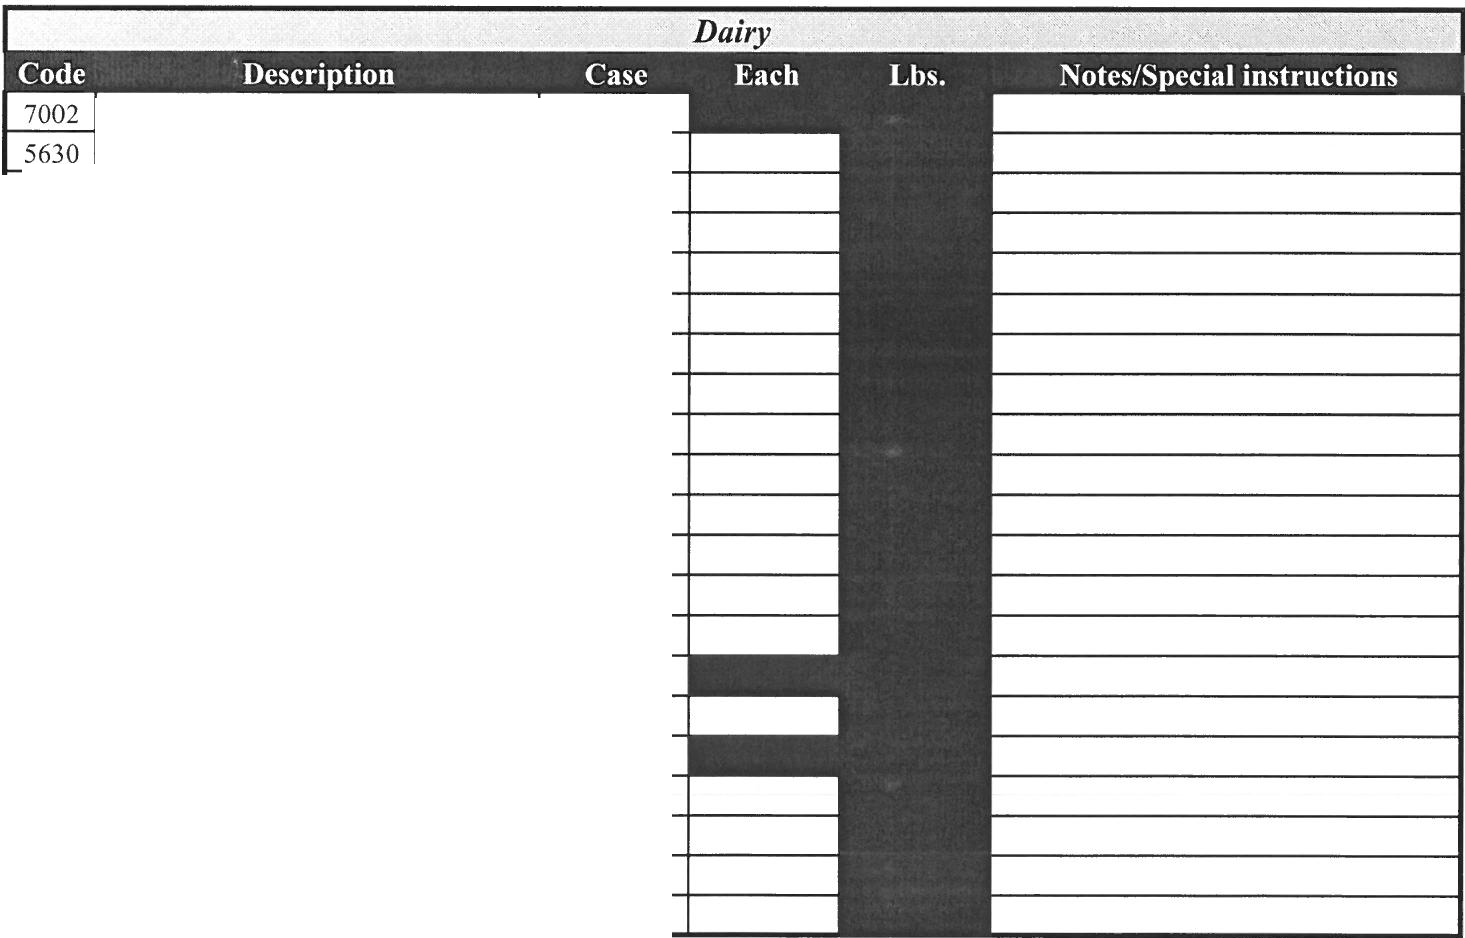 Dairy
Code Description Case Each Lbs. Notes/Special instructions
7002
5630